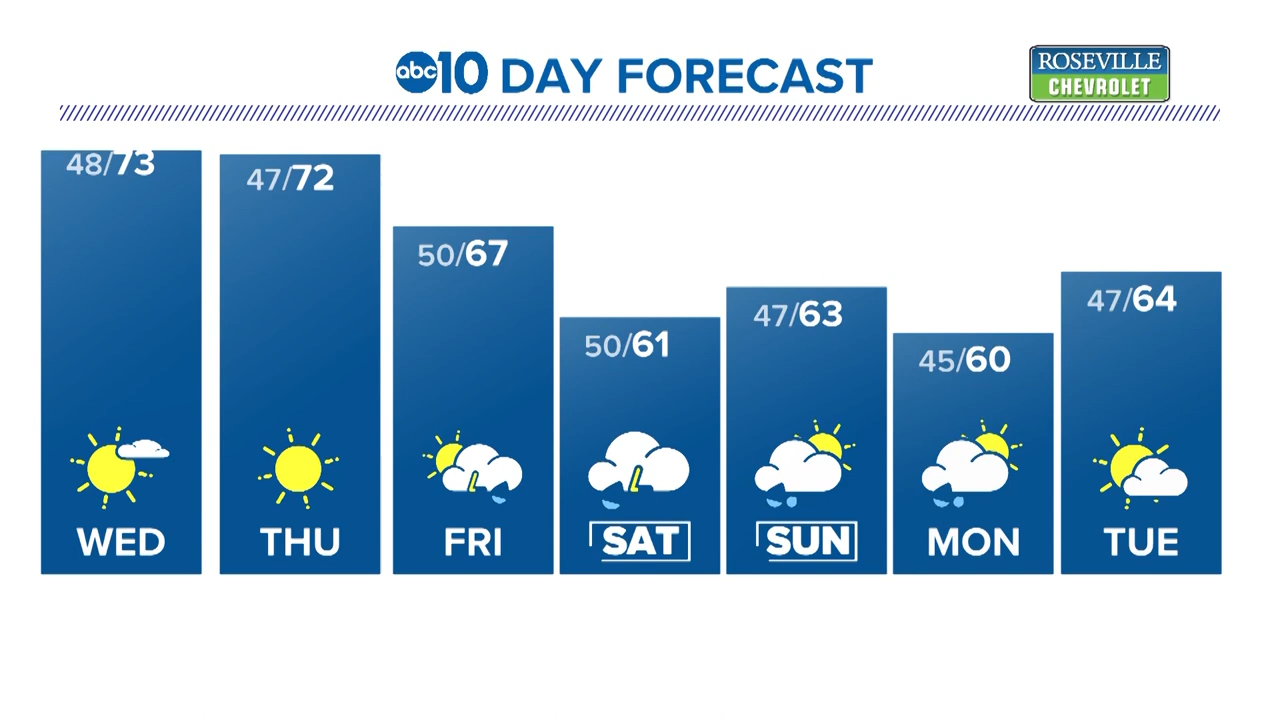 abc10 DAY FORECAST
ROSEVILLE
CHEVROLET
48/73
47/72
50/67
50/61
47/63
45/60
47/64
WED
THU
FRI
SAT
SUN
MON
TUE